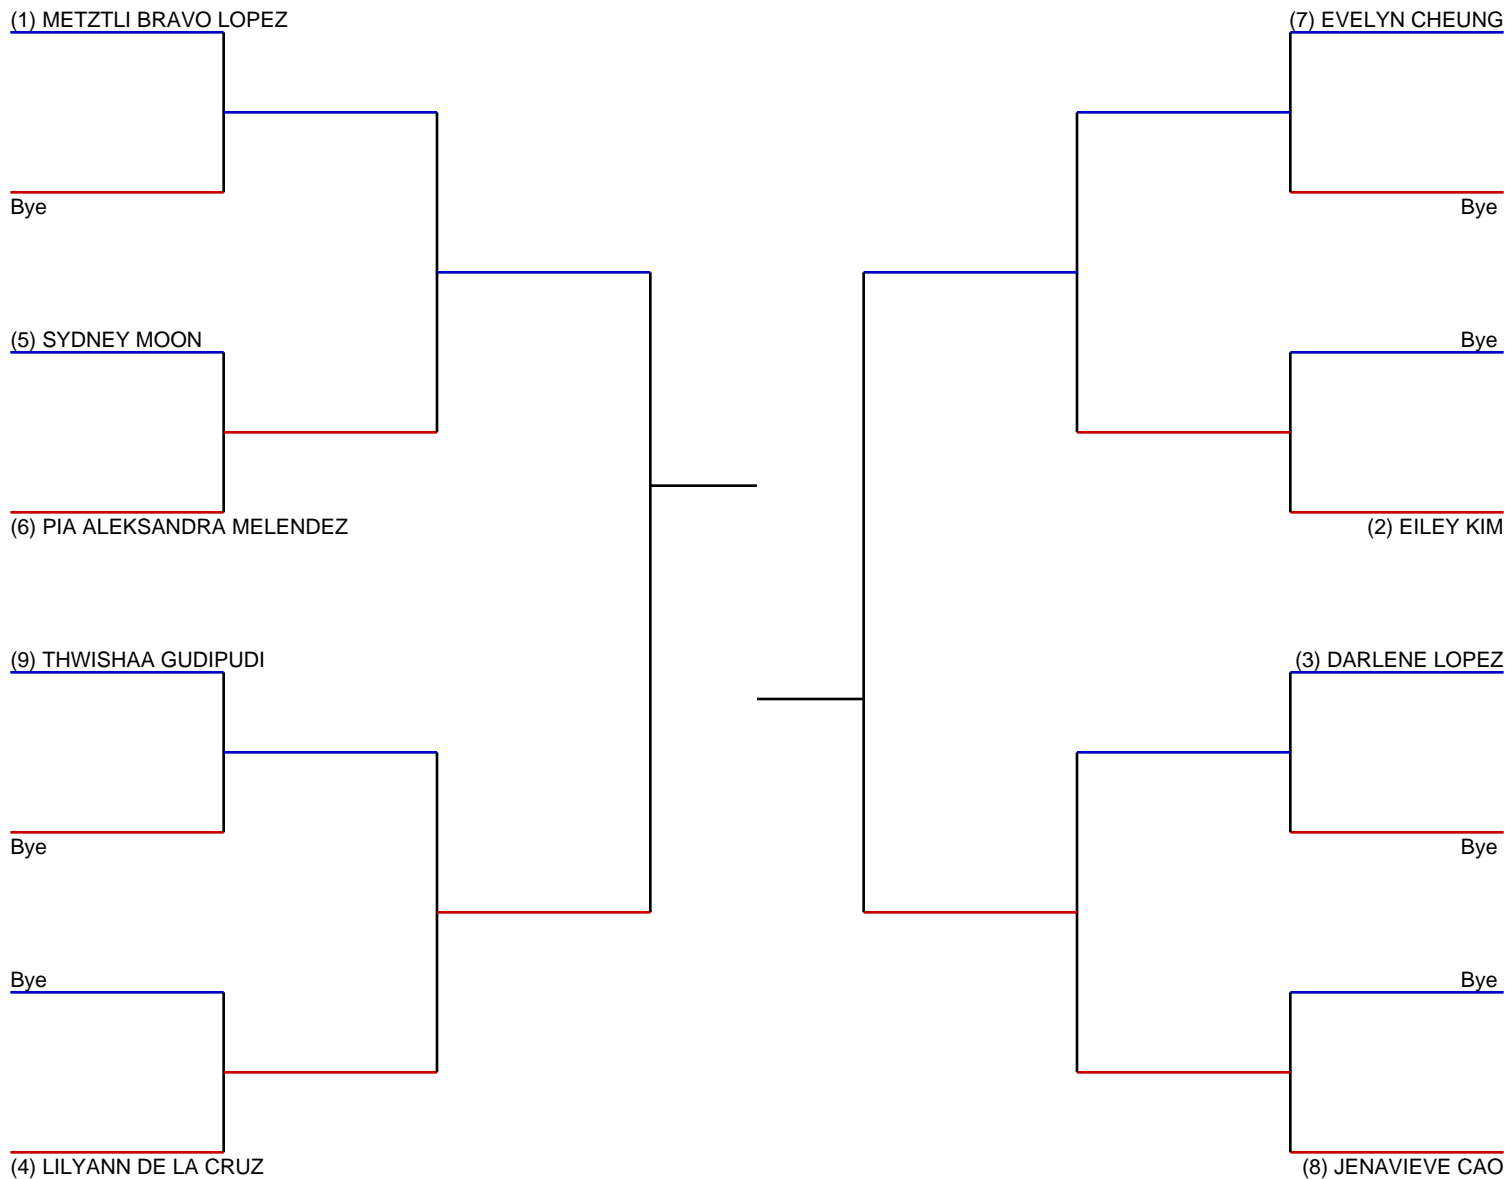 (1) METZTLI BRAVO LOPEZ
Bye
(5) SYDNEY MOON
(6) PIA ALEKSANDRA MELENDEZ
(9) THWISHAA GUDIPUDI
Bye
Bye
(4) LILYANN DE LA CRUZ
(7) EVELYN CHEUNG
Bye
Bye
(2) EILEY KIM
(3) DARLENE LOPEZ
Bye
Bye
(8) JENAVIEVE CAO